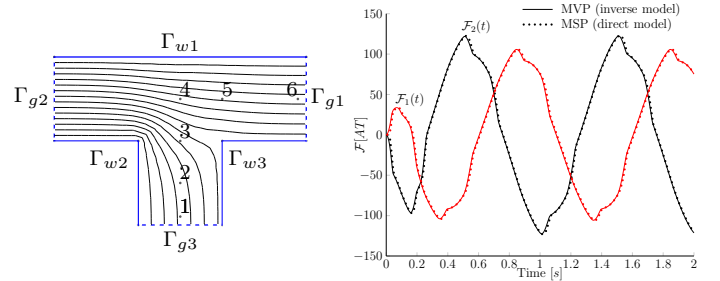 Γw1
4 5 6
Γg2
Γg1
3
Γw2
Γw3
2
1
Γg3
MVP (inverse model)
MSP (direct model)
F2(t)
F1(t)
F[AT]
150
100
50
0
−50
−100
−150
0 0.2 0.4 0.6 0.8 1 1.2 1.4 1.6 1.8 2
Time [s]